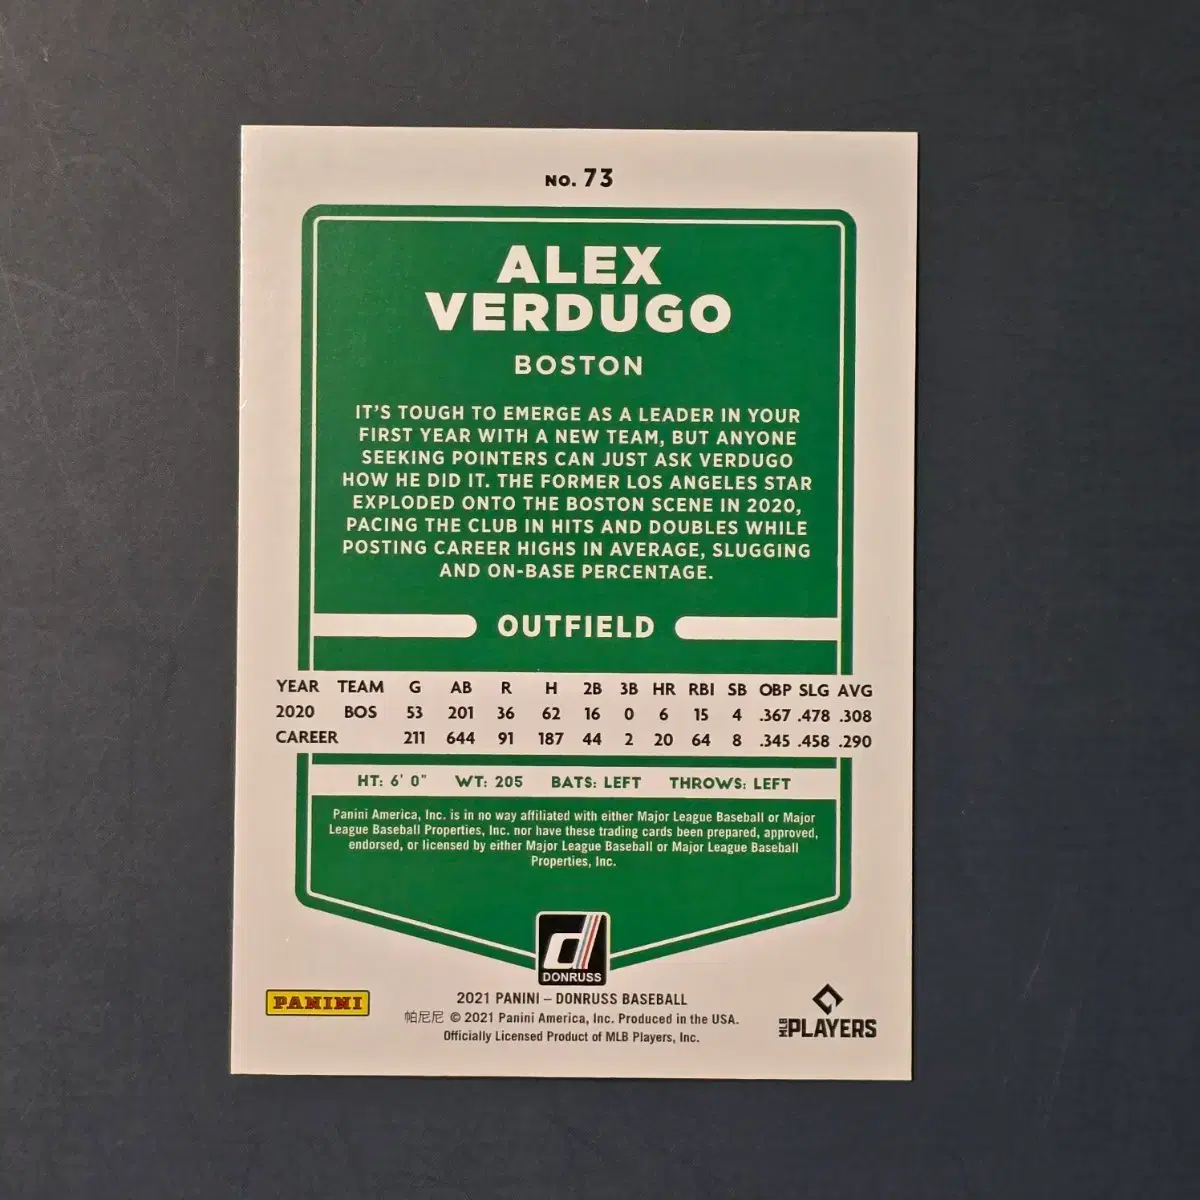 NO. 73
ALEX
VERDUGO
BOSTON
IT'S TOUGH TO EMERGE AS A LEADER IN YOUR
FIRST YEAR WITH A NEW TEAM, BUT ANYONE
SEEKING POINTERS CAN JUST ASK VERDUGO
HOW HE DID IT. THE FORMER LOS ANGELES STAR
EXPLODED ONTO THE BOSTON SCENE IN 2020,
PACING THE CLUB IN HITS AND DOUBLES WHILE
POSTING CAREER HIGHS IN AVERAGE, SLUGGING
AND ON-BASE PERCENTAGE.
OUTFIELD
YEAR TEAM G AB R H 2B 3B HR RBI SB OBP SLG AVG
2020 BOS 53 201 36 62 16 0 6 15 4 .367 .478 .308
CAREER 211 644 91 187 44 2 20 64 8 .345 .458 .290
HT: 6' 0" WT: 205 BATS: LEFT THROWS: LEFT
Panini America, Inc. is in no way affiliated with either Major League Baseball or Major
League Baseball Properties, Inc. nor have these trading cards been prepared, approved,
endorsed, or licensed by either Major League Baseball or Major League Baseball
Properties, Inc.
d
DONRUSS
PANINI
2021 PANINI – DONRUSS BASEBALL
帕尼尼 © 2021 Panini America, Inc. Produced in the USA.
Officially Licensed Product of MLB Players, Inc.
MLB PLAYERS